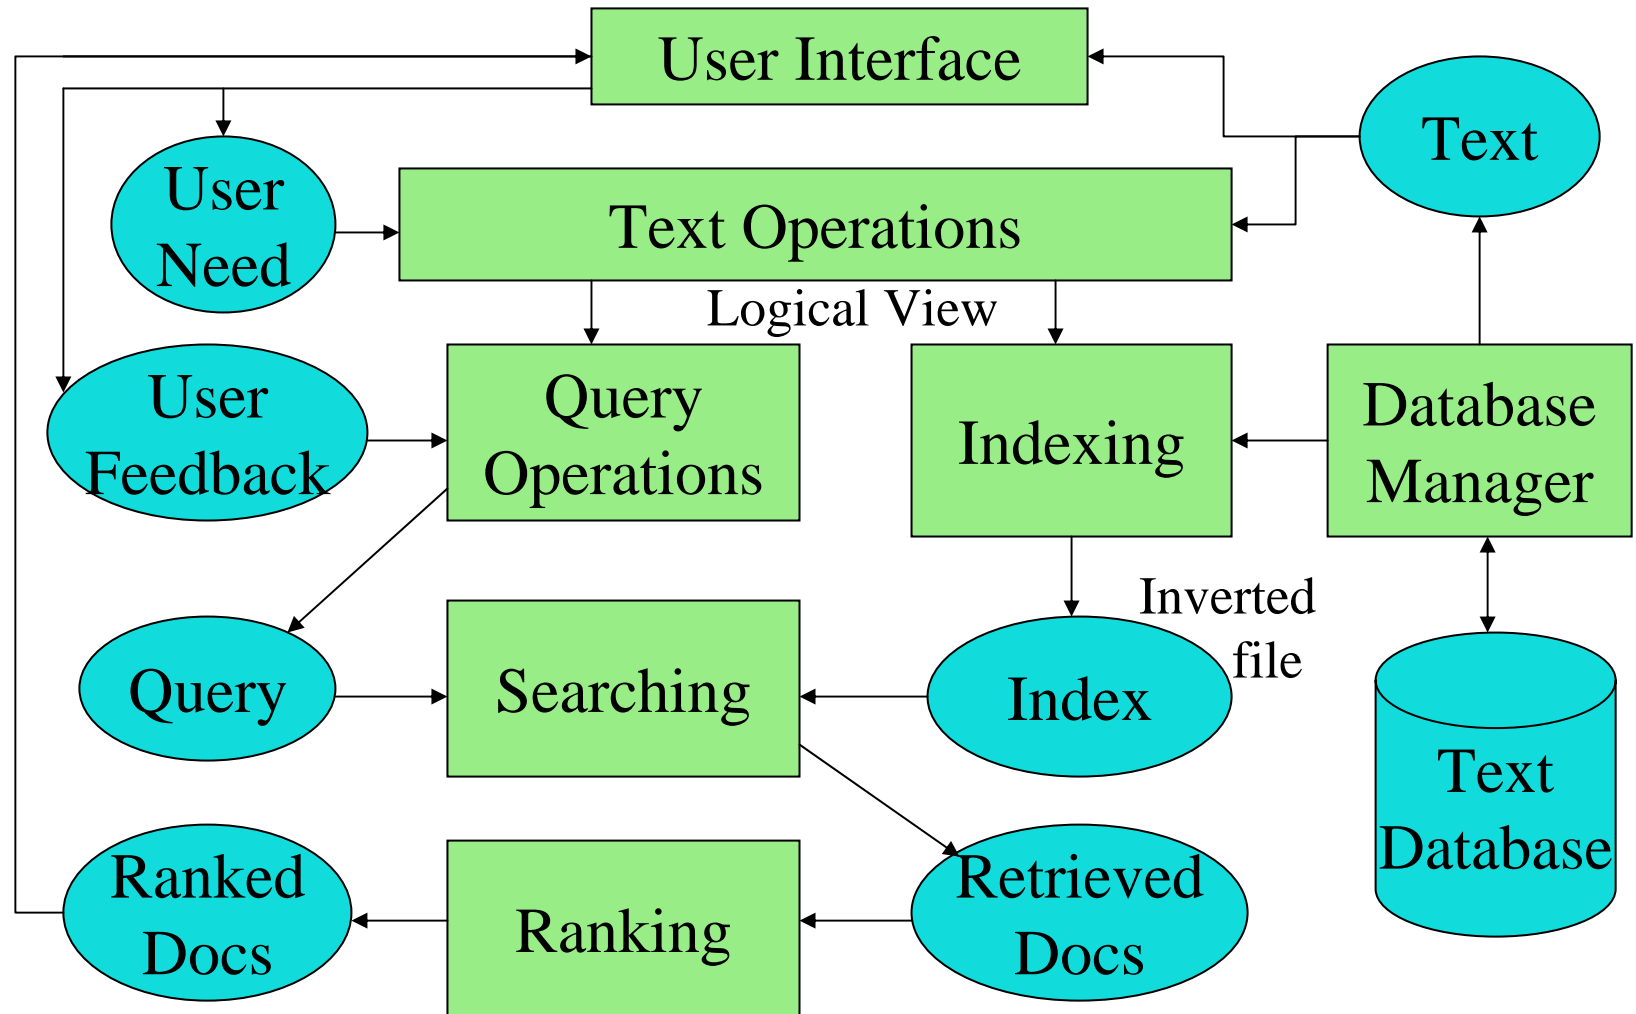 User Interface
Text
User
Need
Text Operations
Logical View
User
Feedback
Query
Operations
Indexing
Database
Manager
Inverted
file
Query
Searching
Index
Text
Database
Ranked
Docs
Ranking
Retrieved
Docs